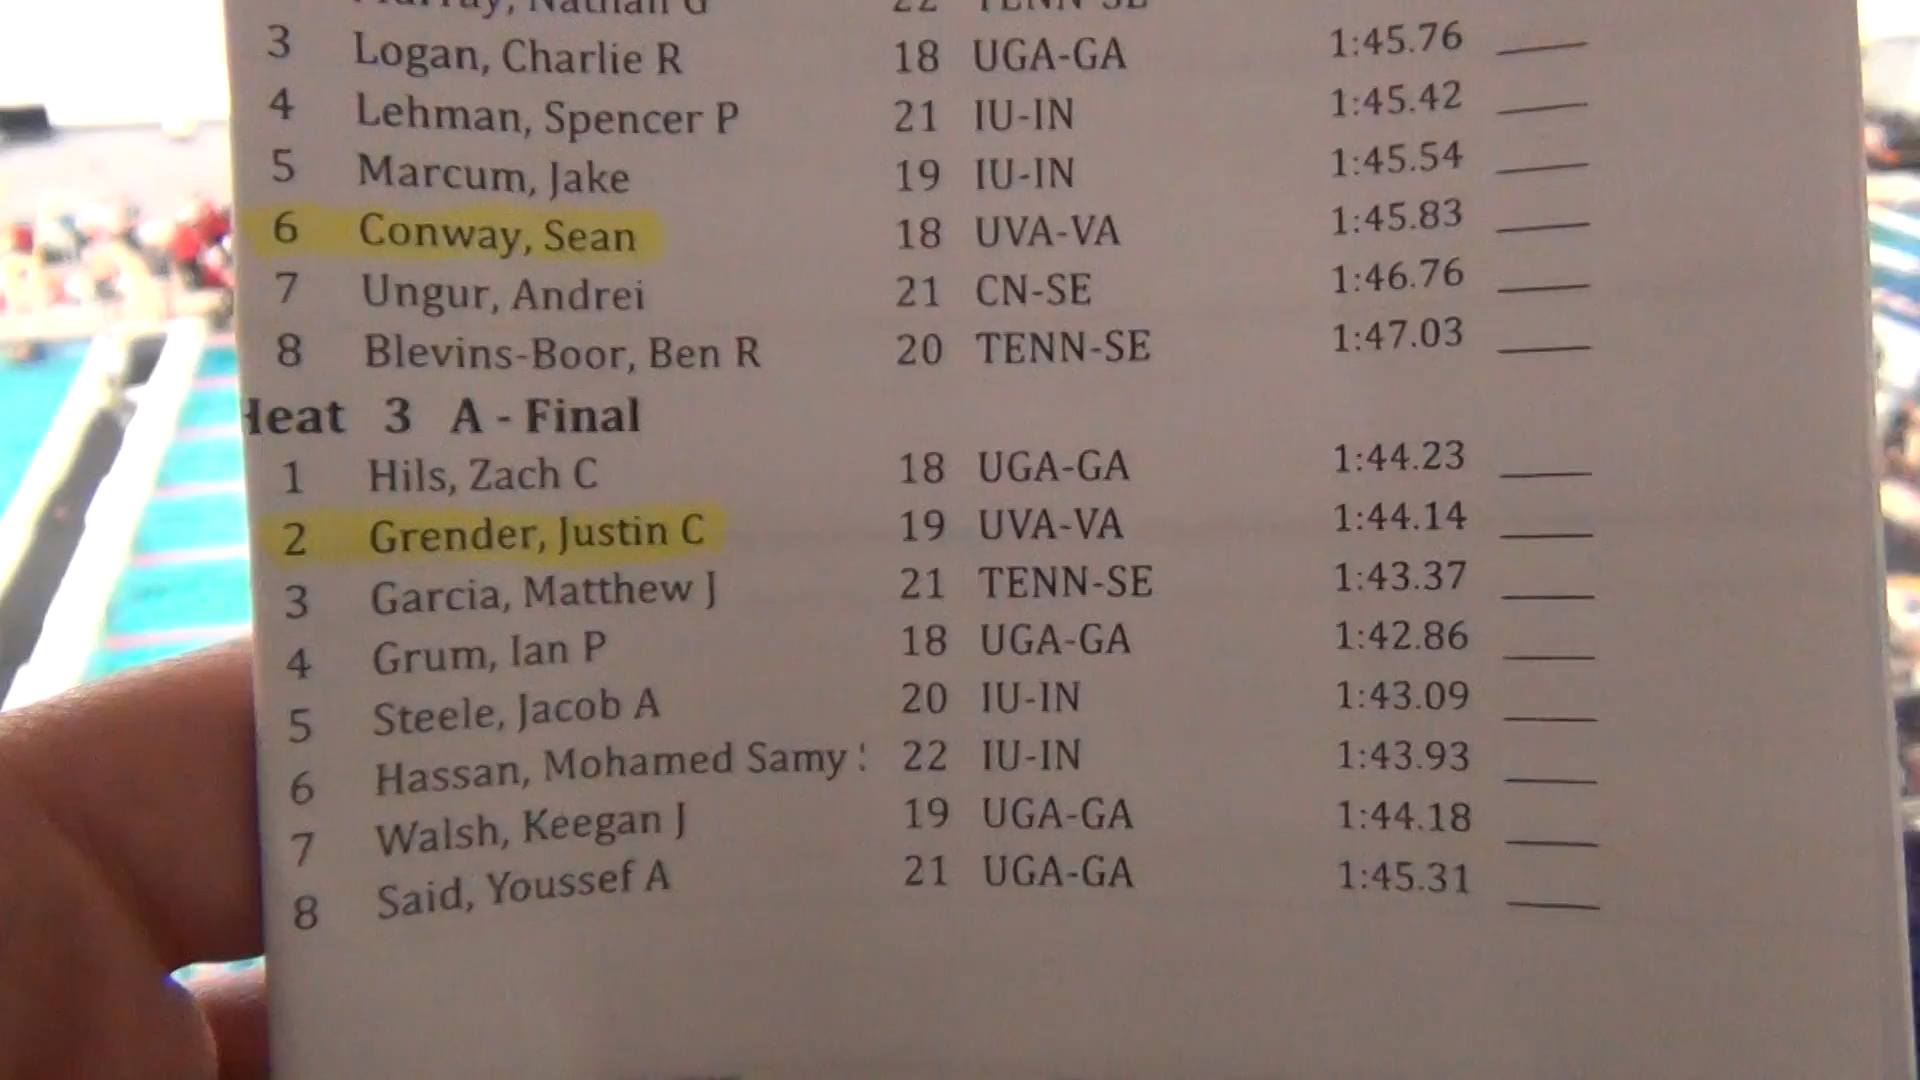 Murray, Nathan G 22 TENN-SE
3 Logan, Charlie R 18 UGA-GA 1:45.76
4 Lehman, Spencer P 21 IU-IN 1:45.42
5 Marcum, Jake 19 IU-IN 1:45.54
6 Conway, Sean 18 UVA-VA 1:45.83
7 Ungur, Andrei 21 CN-SE 1:46.76
8 Blevins-Boor, Ben R 20 TENN-SE 1:47.03
Heat 3 A - Final
1 Hils, Zach C 18 UGA-GA 1:44.23
2 Grender, Justin C 19 UVA-VA 1:44.14
3 Garcia, Matthew J 21 TENN-SE 1:43.37
4 Grum, Ian P 18 UGA-GA 1:42.86
5 Steele, Jacob A 20 IU-IN 1:43.09
6 Hassan, Mohamed Samy 22 IU-IN 1:43.93
7 Walsh, Keegan J 19 UGA-GA 1:44.18
8 Said, Youssef A 21 UGA-GA 1:45.31